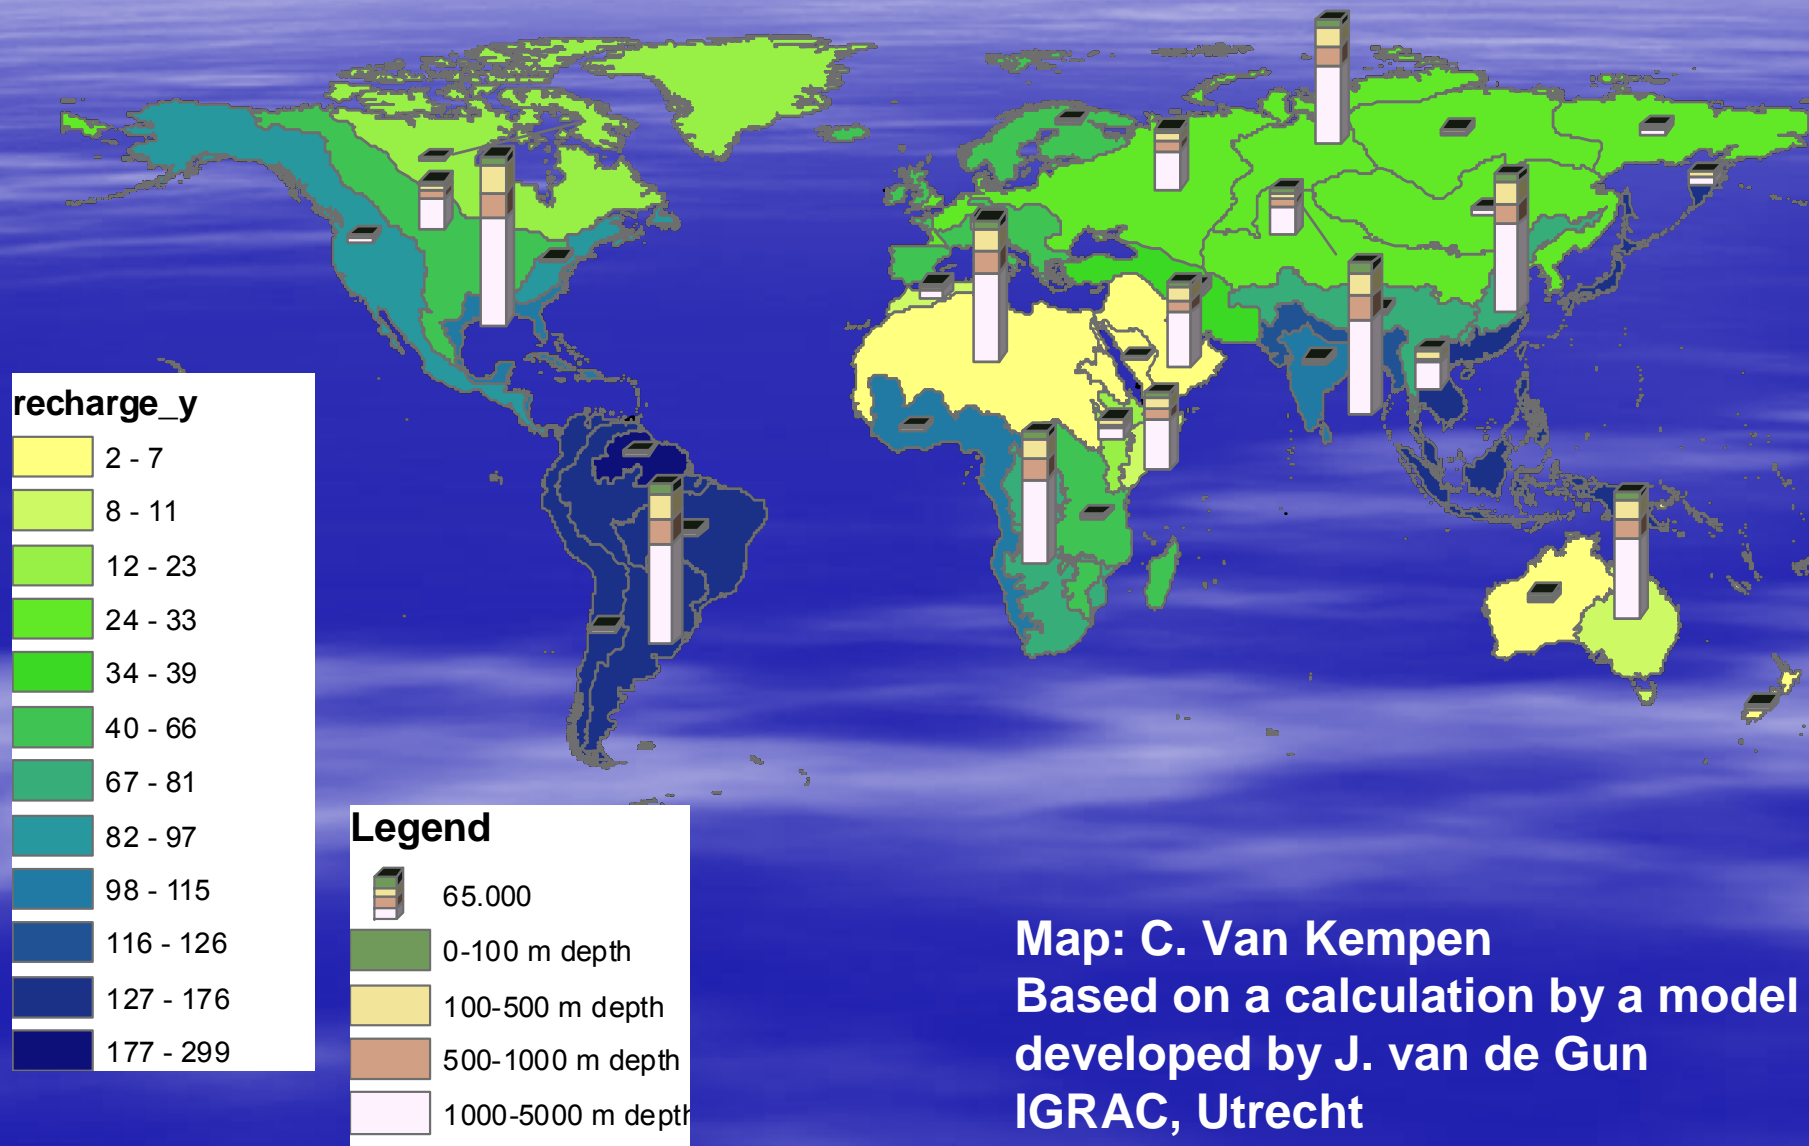 recharge_y
2 - 7
8 - 11
12 - 23
24 - 33
34 - 39
40 - 66
67 - 81
82 - 97
98 - 115
116 - 126
127 - 176
177 - 299
Legend
65.000
0-100 m depth
100-500 m depth
500-1000 m depth
1000-5000 m depth
Map: C. Van Kempen
Based on a calculation by a model
developed by J. van de Gun
IGRAC, Utrecht